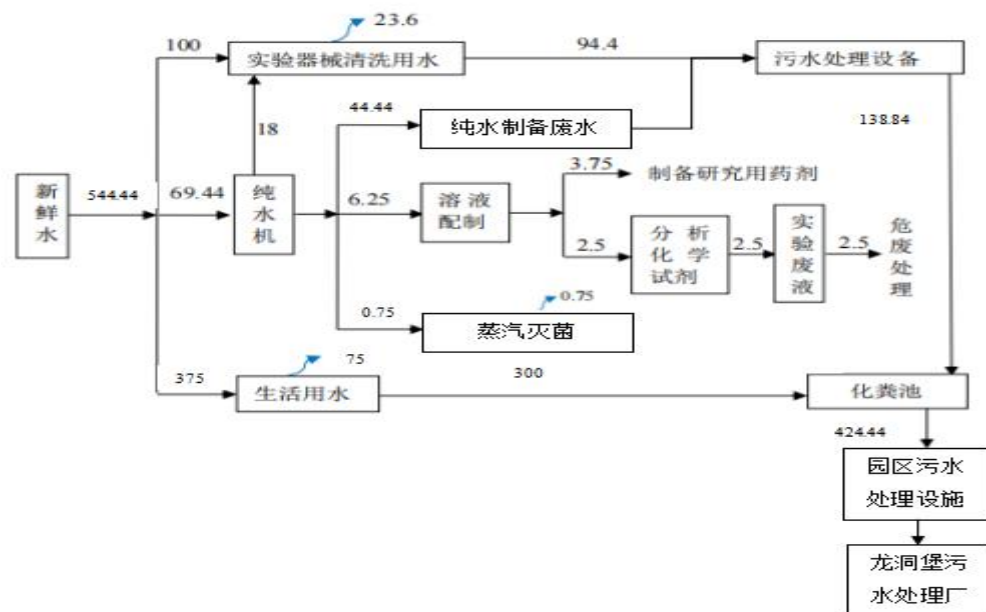 23.6
100
实验器械清洗用水
94.4
污水处理设备
44.44
纯水制备废水
138.84
18
3.75
制备研究用药剂
新鲜水
544.44
69.44
纯水机
6.25
溶液
配制
2.5
分析
化学
试剂
2.5
实验废液
2.5
危废处理
0.75
0.75
蒸汽灭菌
75
375
生活用水
300
化粪池
424.44
园区污水
处理设施
龙洞堡污
水处理厂